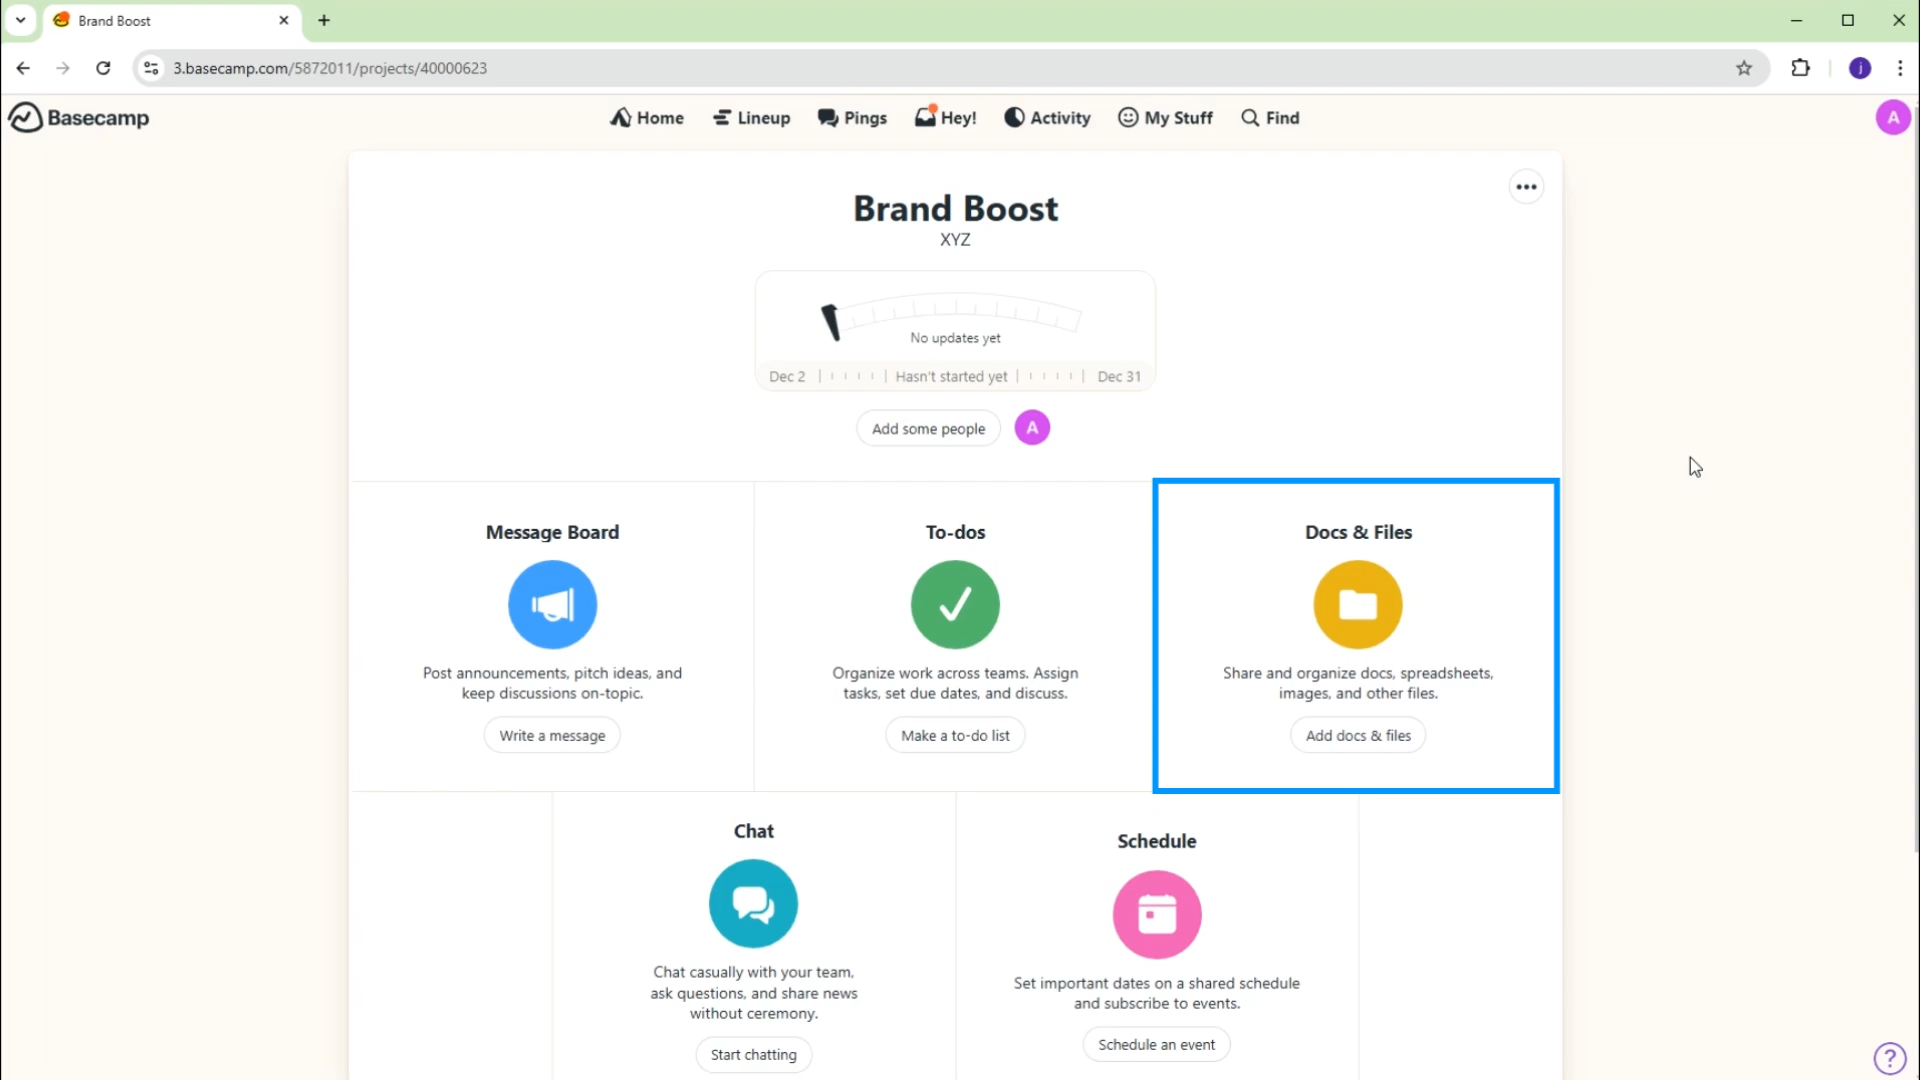 Brand Boost
3.basecamp.com/5872011/projects/40000623
j
Basecamp
Home
Lineup
Pings
Hey!
Activity
My Stuff
Find
A
Brand Boost
XYZ
No updates yet
Dec 2
Hasn't started yet
Dec 31
Add some people
A
Message Board
Post announcements, pitch ideas, and
keep discussions on-topic.
Write a message
To-dos
Organize work across teams. Assign
tasks, set due dates, and discuss.
Make a to-do list
Docs & Files
Share and organize docs, spreadsheets,
images, and other files.
Add docs & files
Chat
Chat casually with your team,
ask questions, and share news
without ceremony.
Start chatting
Schedule
Set important dates on a shared schedule
and subscribe to events.
Schedule an event
?